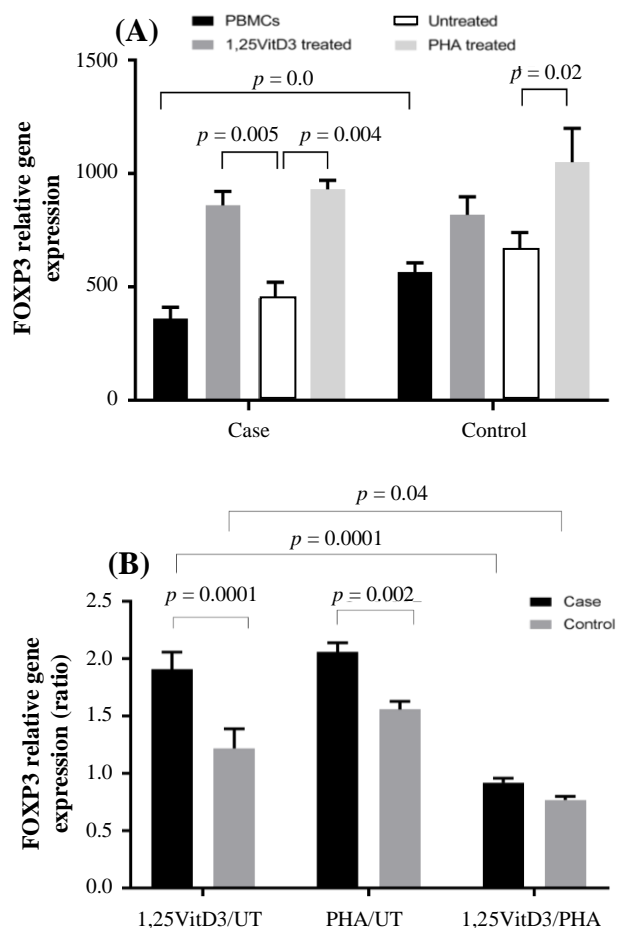 (A)
PBMCs
Untreated
1,25VitD3 treated
PHA treated
1500
1000
500
0
FOXP3 relative gene
expression
p = 0.0
p = 0.02
p = 0.005
p = 0.004
Case
Control
p = 0.04
p = 0.0001
(B)
p = 0.0001
p = 0.002
Case
Control
2.5
2.0
1.5
1.0
0.5
0.0
FOXP3 relative gene
expression (ratio)
1,25VitD3/UT
PHA/UT
1,25VitD3/PHA